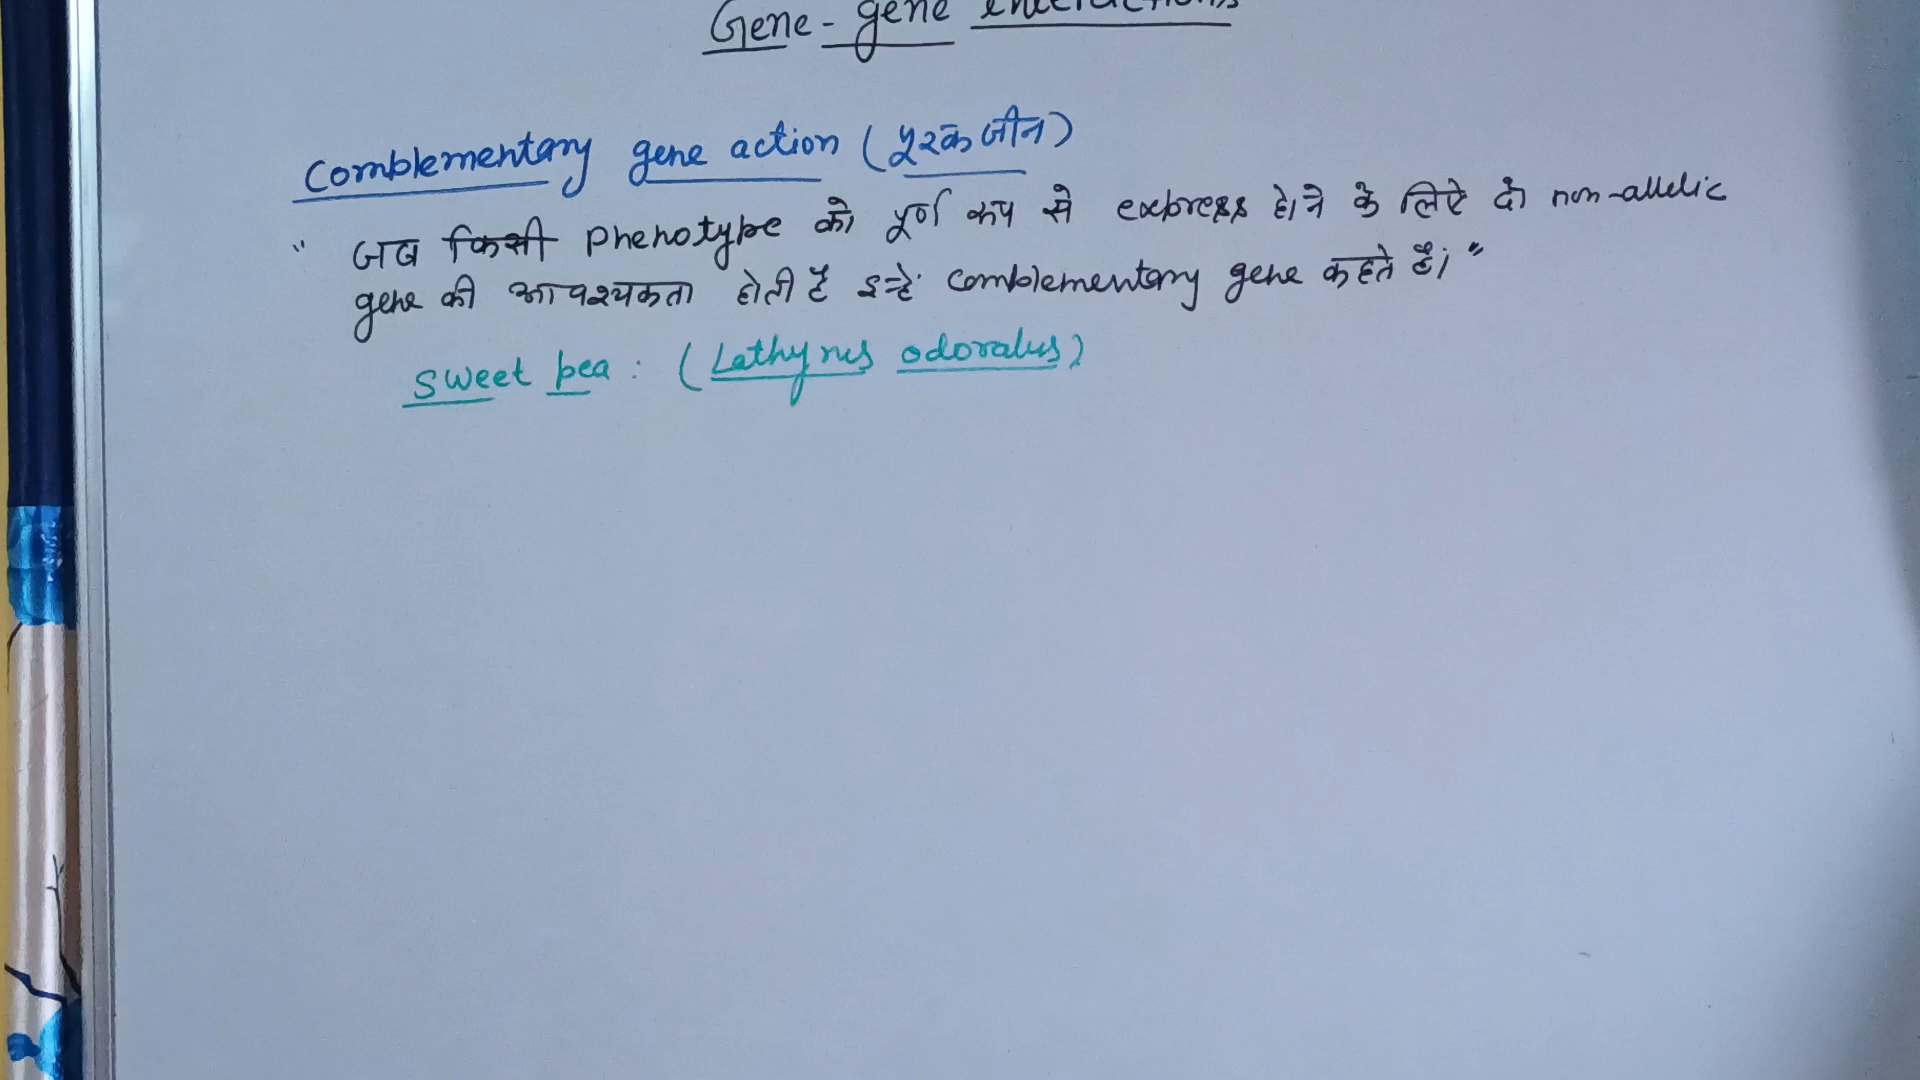 Gene-gene interactions
Complementary gene action (पूरक जीन)
" जब किसी Phenotype को पूर्ण रूप से express होने के लिऐ दो non-allelic
gene की आवश्यकता होती हैं इन्हें complementary gene कहते हैं। "
Sweet pea : (Lathyrus odoratus)